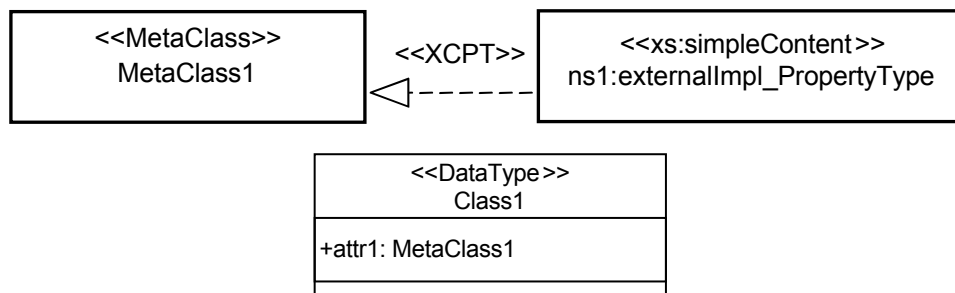 <<MetaClass>>
MetaClass1
<<XCPT>>
<<xs:simpleContent>>
ns1:externalImpl_PropertyType
<<DataType>>
Class1
+attr1: MetaClass1